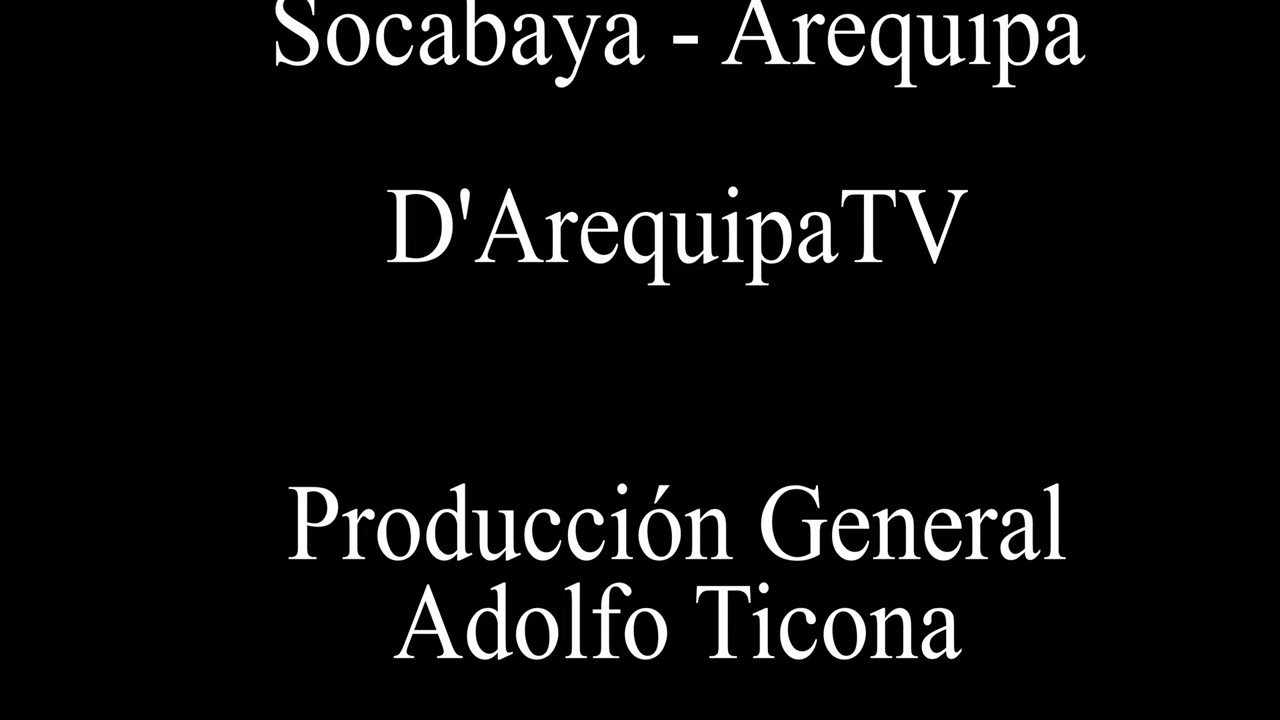 Socabaya - Arequipa
D'ArequipaTV
Producción General
Adolfo Ticona